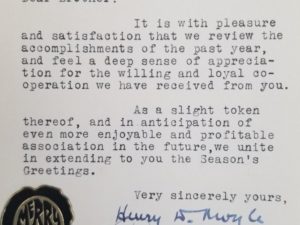 Dear Brother:
It is with pleasure
and satisfaction that we review the
accomplishments of the past year,
and feel a deep sense of apprecia-
tion for the willing and loyal co-
operation we have received from you.
As a slight token
thereof, and in anticipation of
even more enjoyable and profitable
association in the future,we unite
in extending to you the Season's
Greetings.
Very sincerely yours,
Henry D. Moyle
MERRY